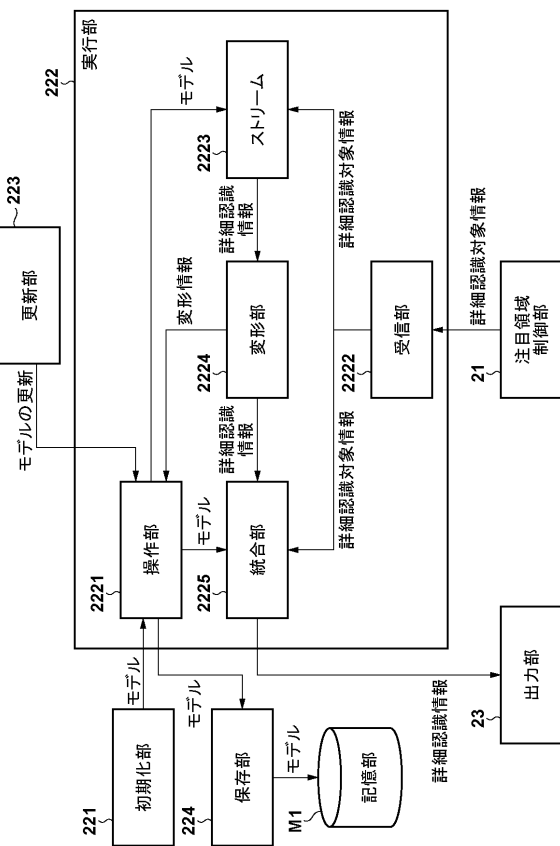 223
更新部
モデルの更新
222
実行部
221
初期化部
モデル
2221
操作部
モデル
変形情報
2223
ストリーム
詳細認識
情報
2224
変形部
詳細認識
情報
モデル
2225
統合部
224
保存部
モデル
モデル
M1
記憶部
詳細認識対象情報
詳細認識対象情報
2222
受信部
詳細認識対象情報
21
注目領域
制御部
詳細認識情報
23
出力部